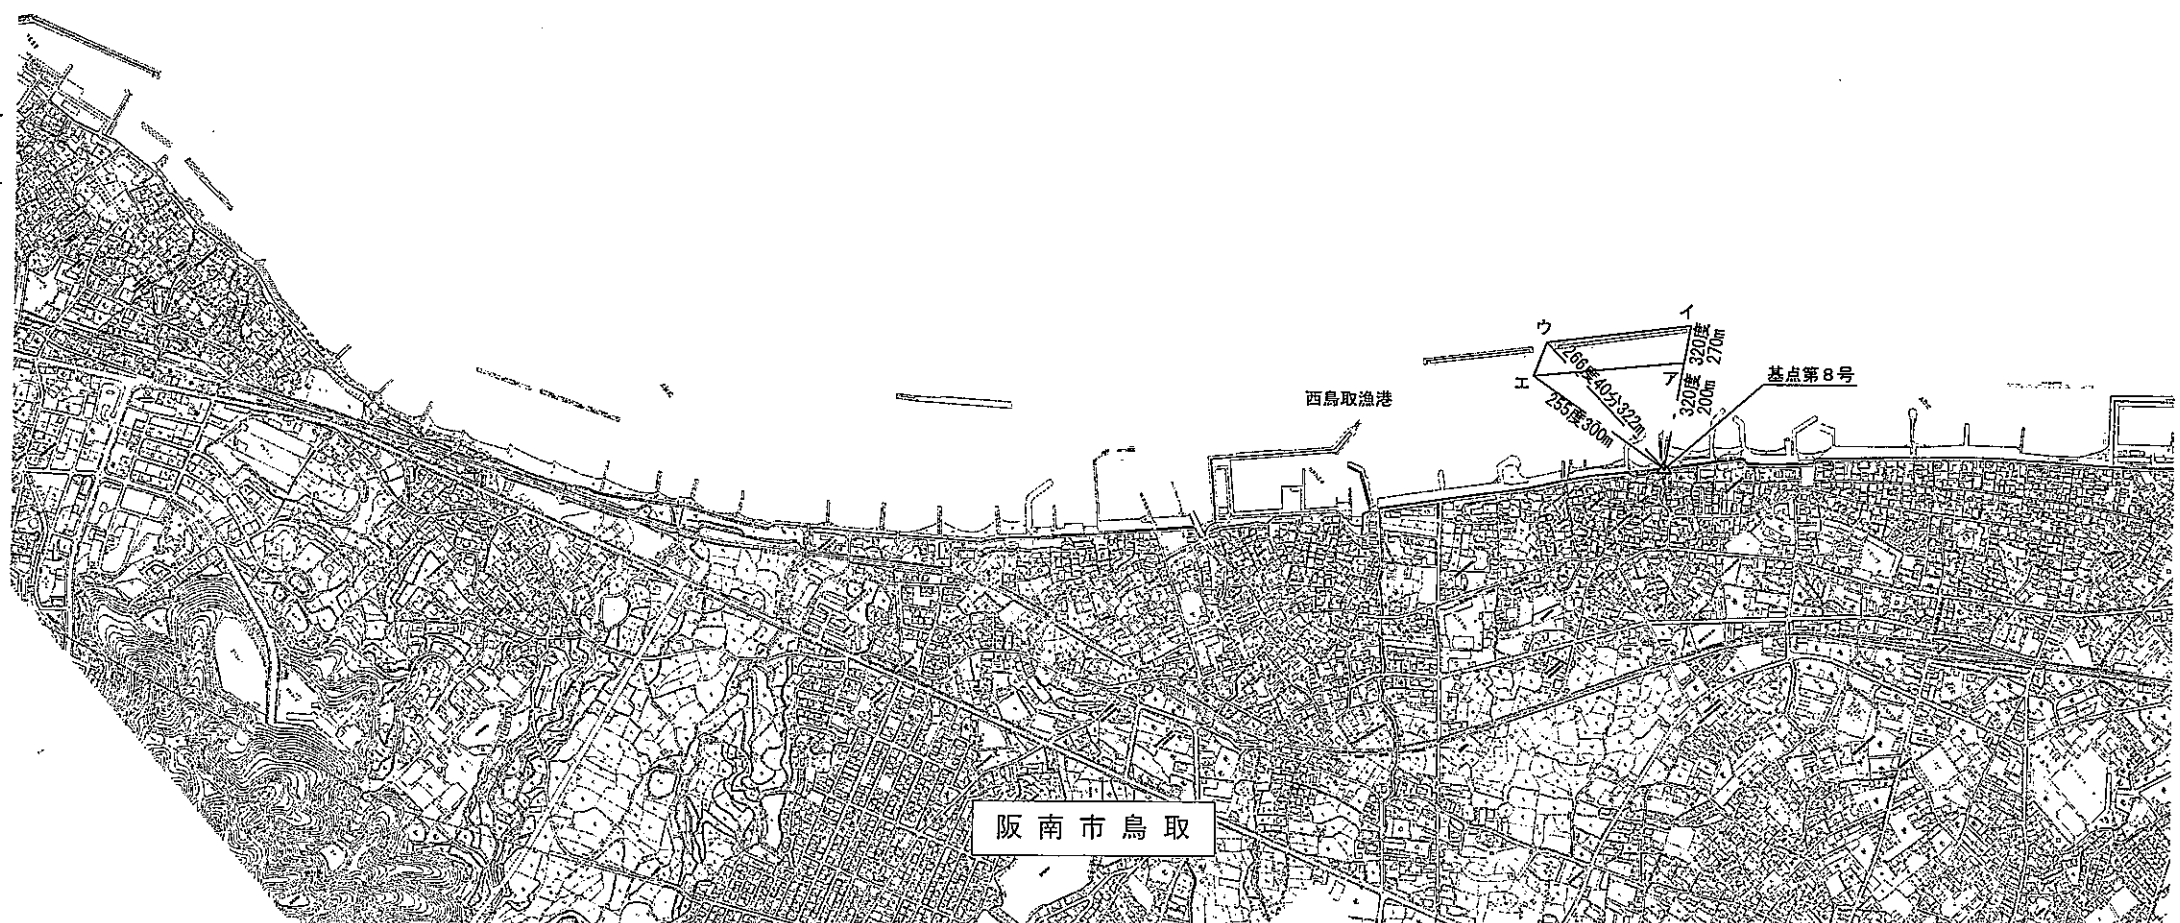 イ
ウ
320度
270m
266度40分322m
ア
エ
基点第8号
320度
200m
西鳥取漁港
255度300m
阪南市鳥取